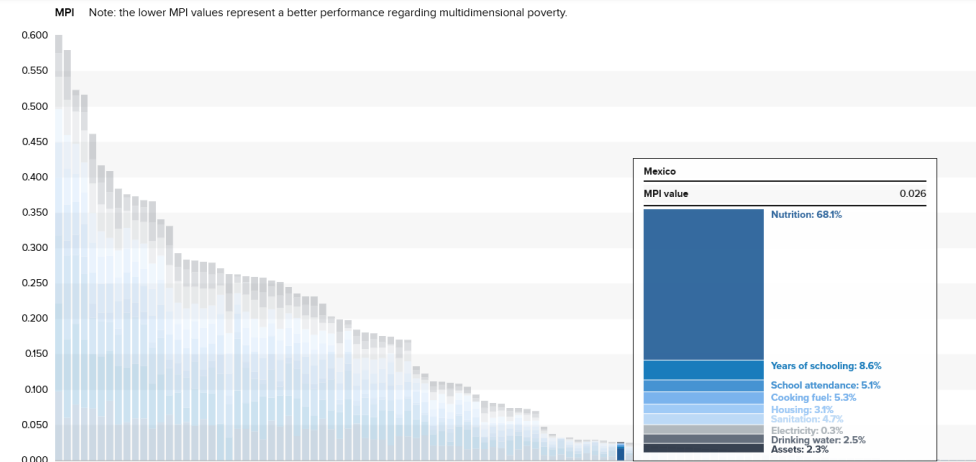 MPI Note: the lower MPI values represent a better performance regarding multidimensional poverty.
0.600
0.550
0.500
0.450
0.400
0.350
0.300
0.250
0.200
0.150
0.100
0.050
0.000
Mexico
MPI value 0.026
Nutrition: 68.1%
Years of schooling: 8.6%
School attendance: 5.1%
Cooking fuel: 5.3%
Housing: 3.1%
Sanitation: 4.7%
Electricity: 0.3%
Drinking water: 2.5%
Assets: 2.3%